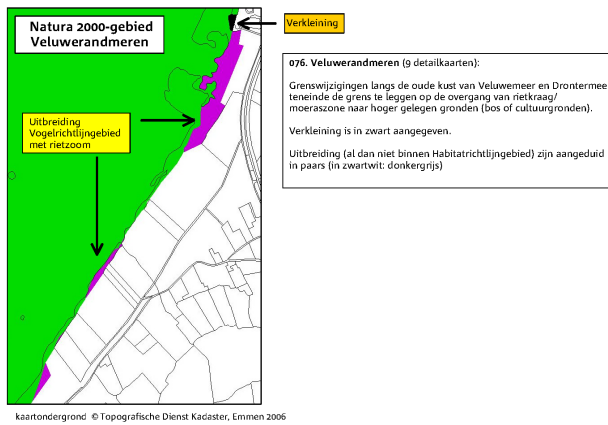 Natura 2000-gebied
Veluwerandmeren
Verkleining
076. Veluwerandmeren (9 detailkaarten):
Grenswijzigingen langs de oude kust van Veluwemeer en Drontermee
teneinde de grens te leggen op de overgang van rietkraag/
moeraszone naar hoger gelegen gronden (bos of cultuurgronden).
Verkleining is in zwart aangegeven.
Uitbreiding (al dan niet binnen Habitatrichtlijngebied) zijn aangeduid
in paars (in zwartwit: donkergrijs)
Uitbreiding
Vogelrichtlijngebied
met rietzoom
kaartondergrond © Topografische Dienst Kadaster, Emmen 2006